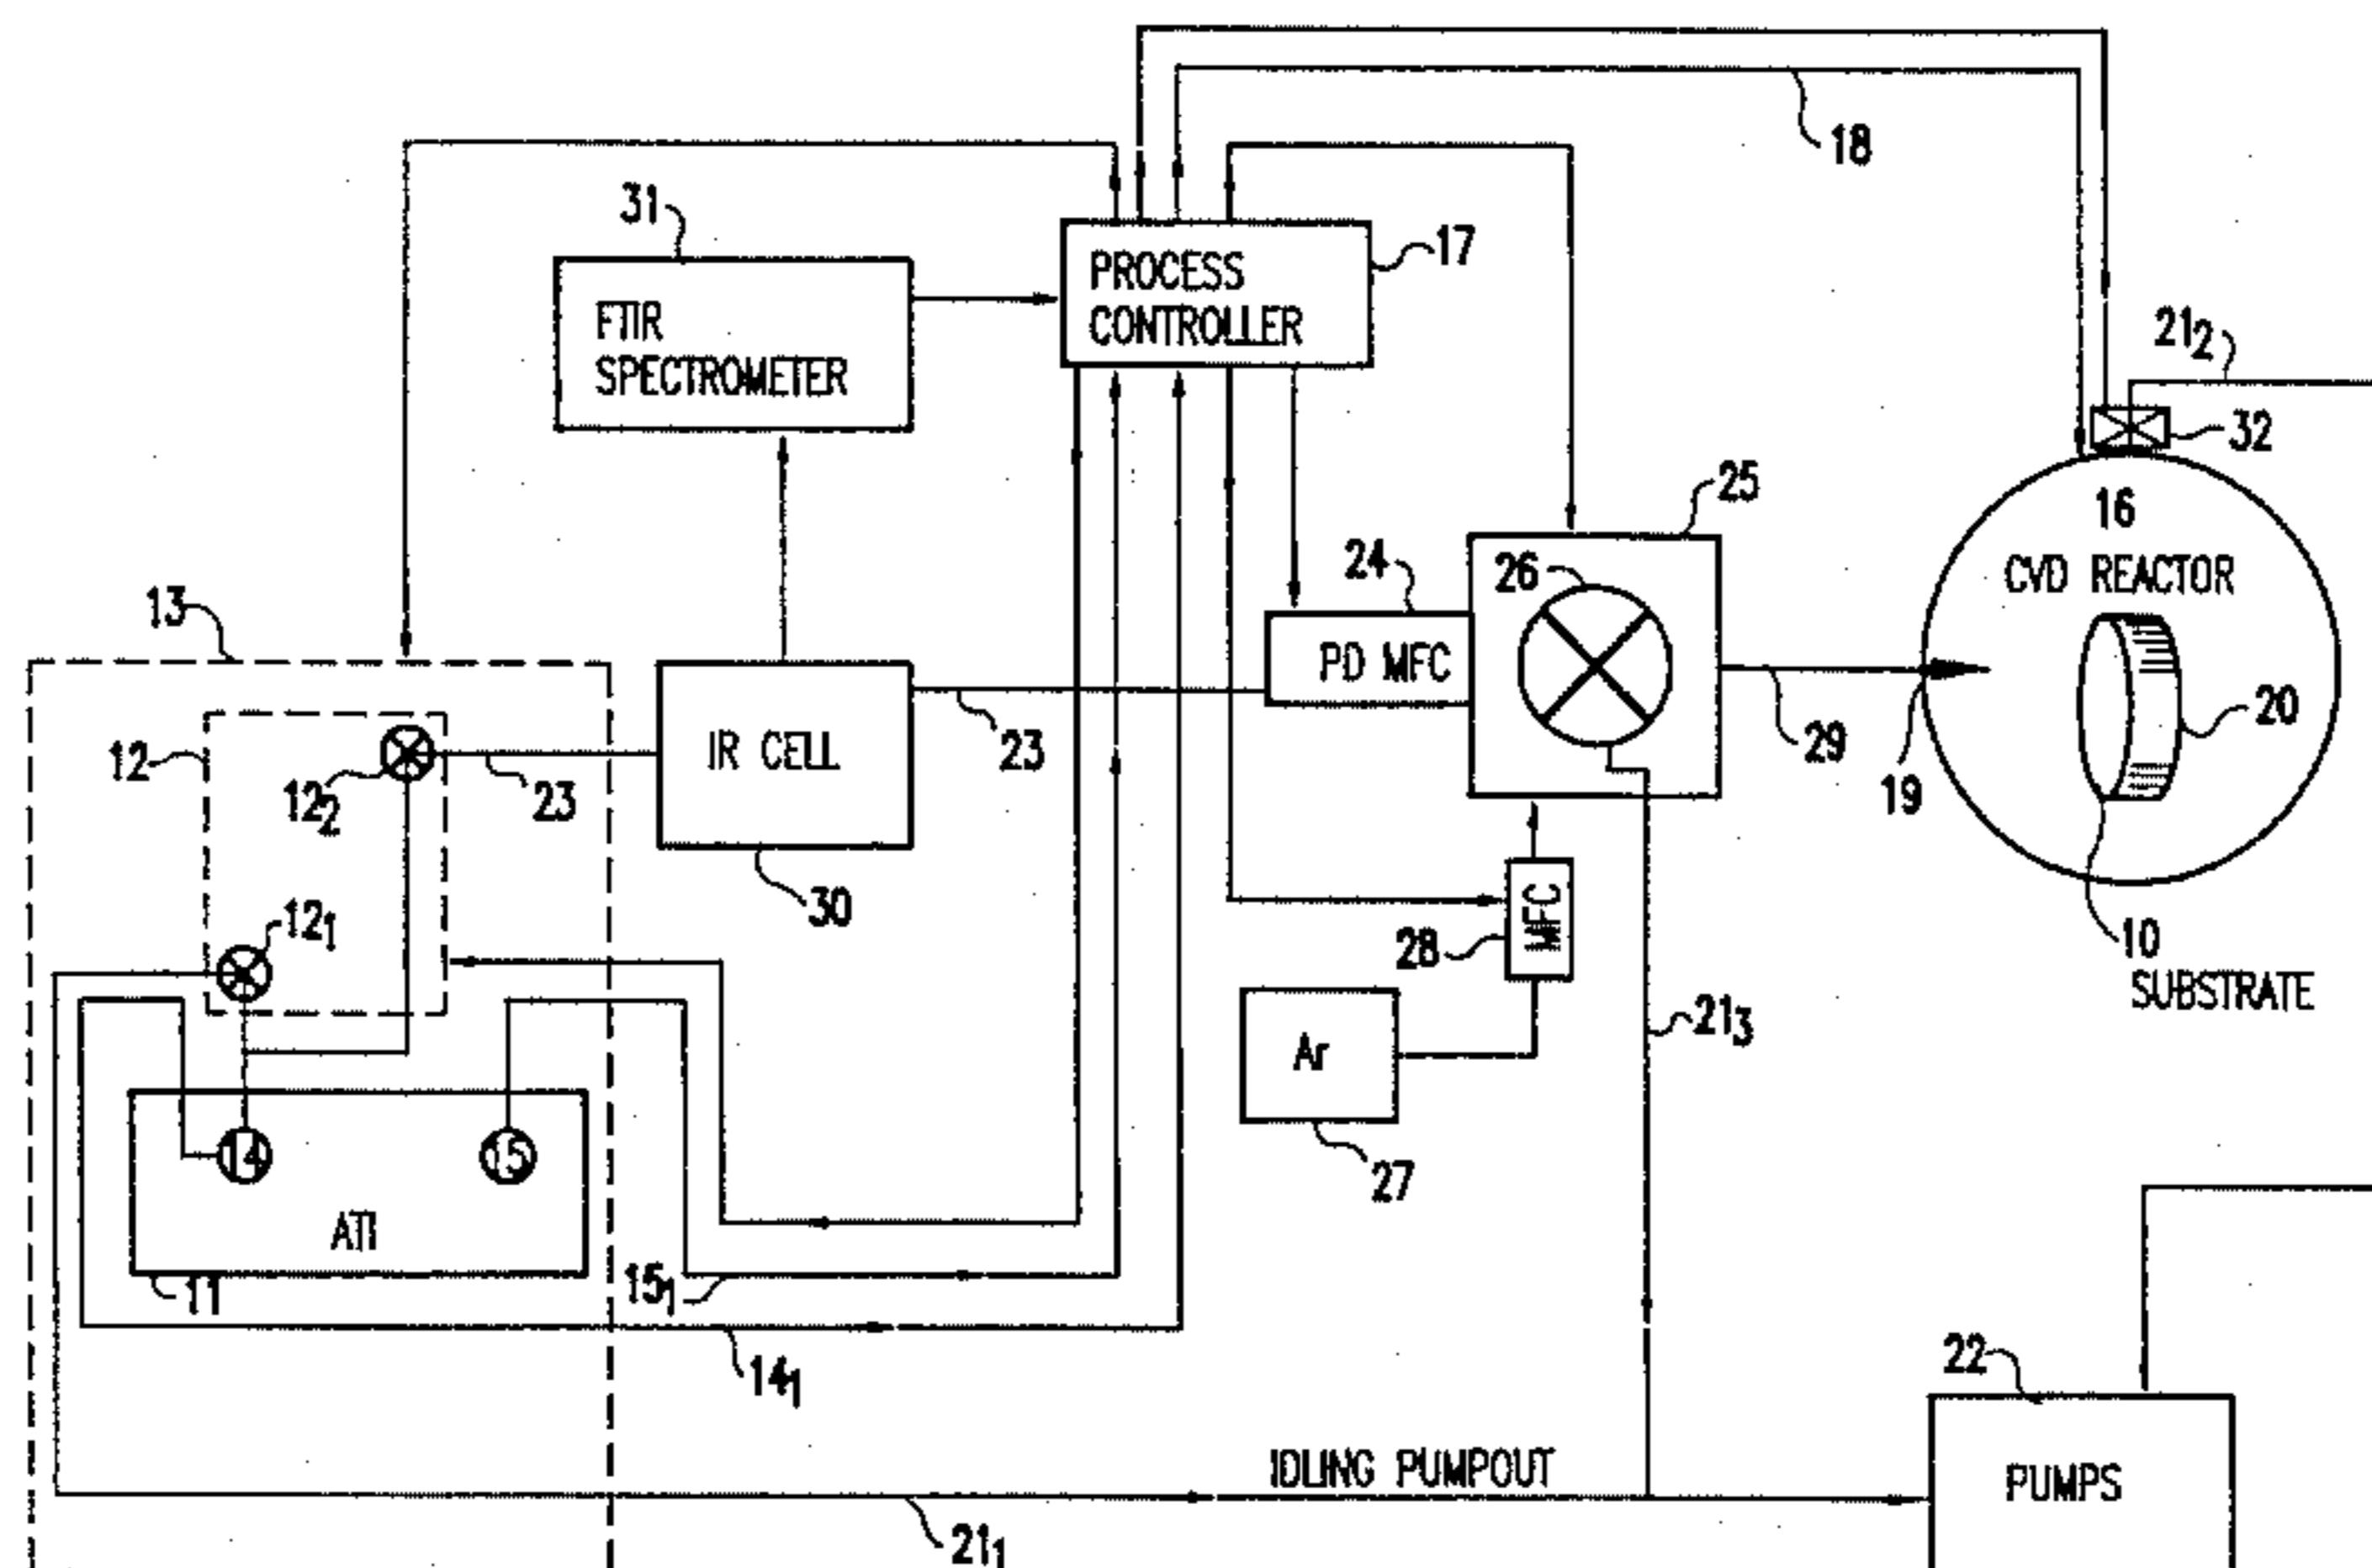 18
31
17
PROCESS
CONTROLLER
FTIR
SPECTROMETER
21₂
32
25
16
CVD REACTOR
24
26
13
PD MFC
20
12
12₂
23
IR CELL
23
29
19
30
12₁
28
MFC
10
SUBSTRATE
Ar
21₃
14
15
27
ATI
11
15₁
14₁
22
IDLING PUMPOUT
PUMPS
21₁